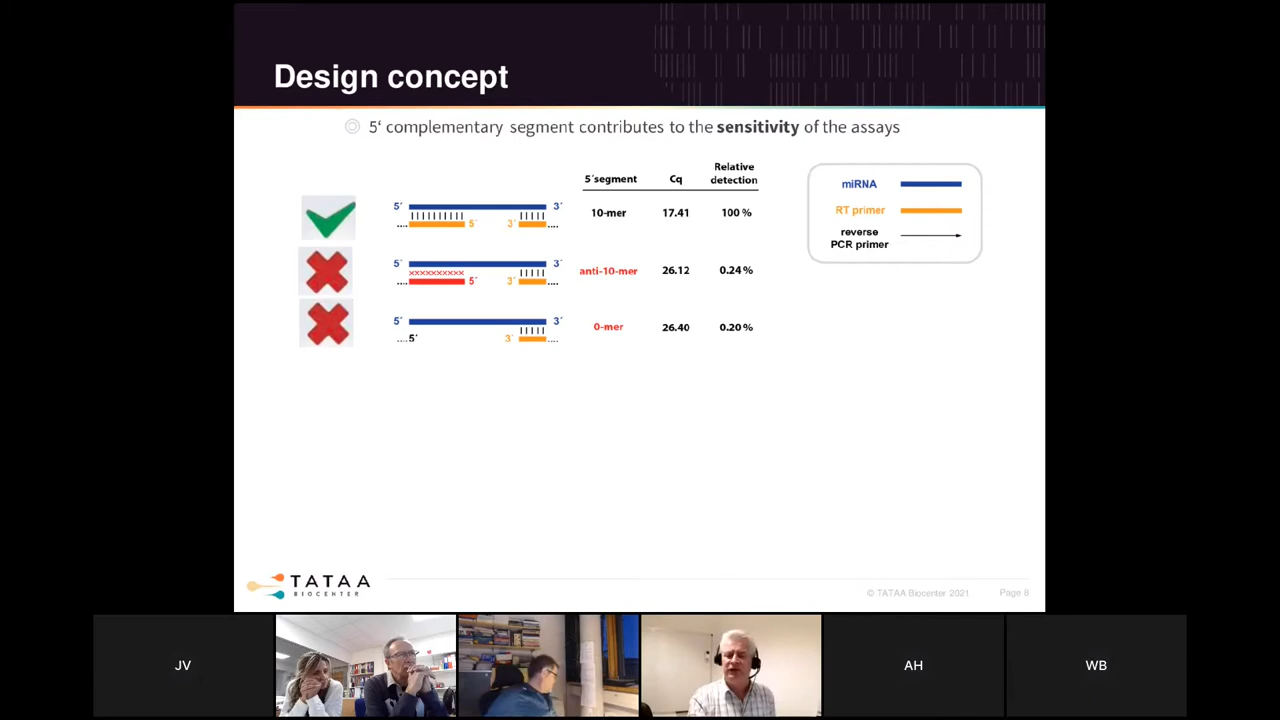 Design concept
5‘ complementary segment contributes to the sensitivity of the assays
5´segment Cq Relative detection
5´ 3´
.... 5´ 3´ ....
10-mer 17.41 100 %
5´ 3´
xxxxxxxxxx
.... 5´ 3´ ....
anti-10-mer 26.12 0.24 %
5´ 3´
....5´ 3´ ....
0-mer 26.40 0.20 %
miRNA
RT primer
reverse
PCR primer
TATAA
BIOCENTER
© TATAA Biocenter 2021 Page 8
JV
AH
WB